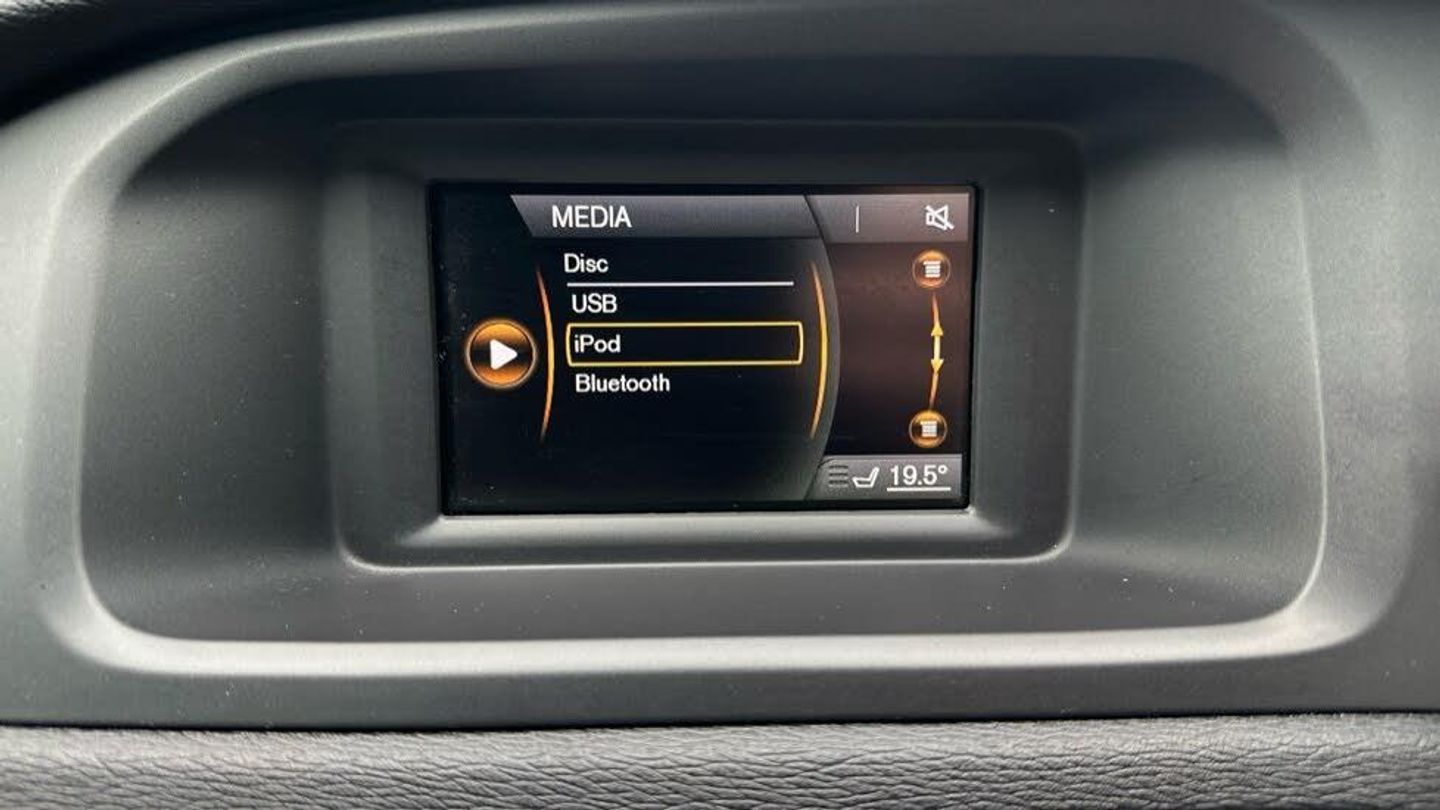 MEDIA
Disc
USB
iPod
Bluetooth
19.5°